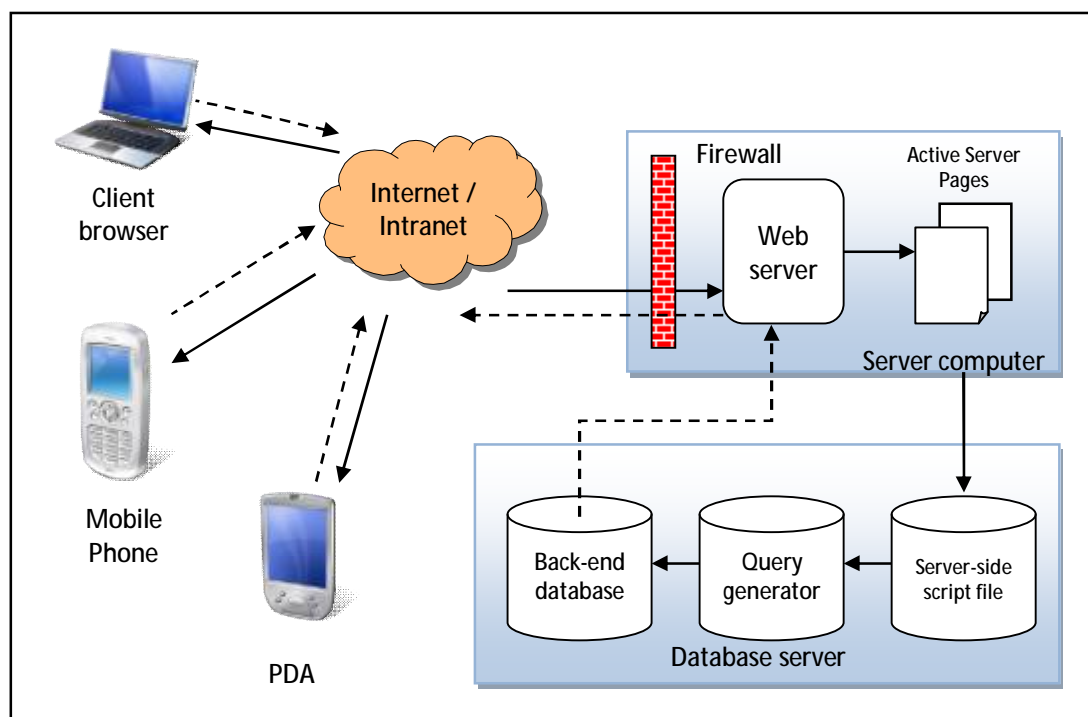 Client
browser
Internet /
Intranet
Mobile
Phone
PDA
Firewall
Active Server
Pages
Web
server
Server computer
Back-end
database
Query
generator
Server-side
script file
Database server